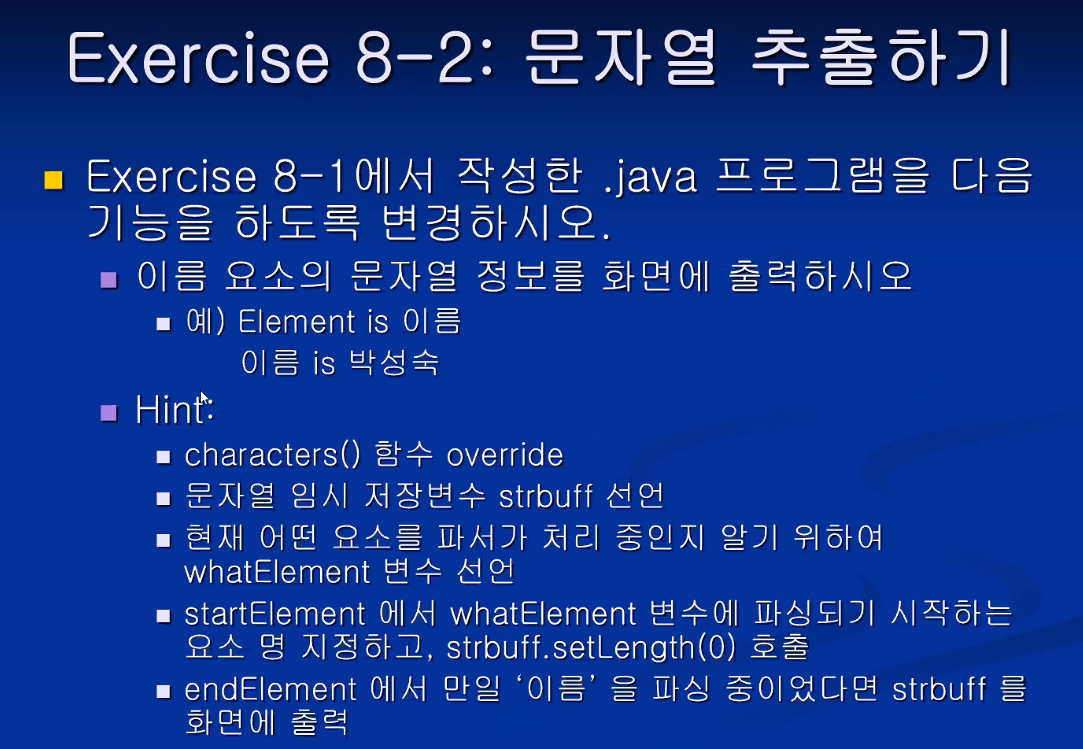 Exercise 8-2: 문자열 추출하기
Exercise 8-1에서 작성한 .java 프로그램을 다음
기능을 하도록 변경하시오.
이름 요소의 문자열 정보를 화면에 출력하시오
예) Element is 이름
이름 is 박성숙
Hint:
characters() 함수 override
문자열 임시 저장변수 strbuff 선언
현재 어떤 요소를 파서가 처리 중인지 알기 위하여
whatElement 변수 선언
startElement 에서 whatElement 변수에 파싱되기 시작하는
요소 명 지정하고, strbuff.setLength(0) 호출
endElement 에서 만일 ‘이름’ 을 파싱 중이었다면 strbuff 를
화면에 출력